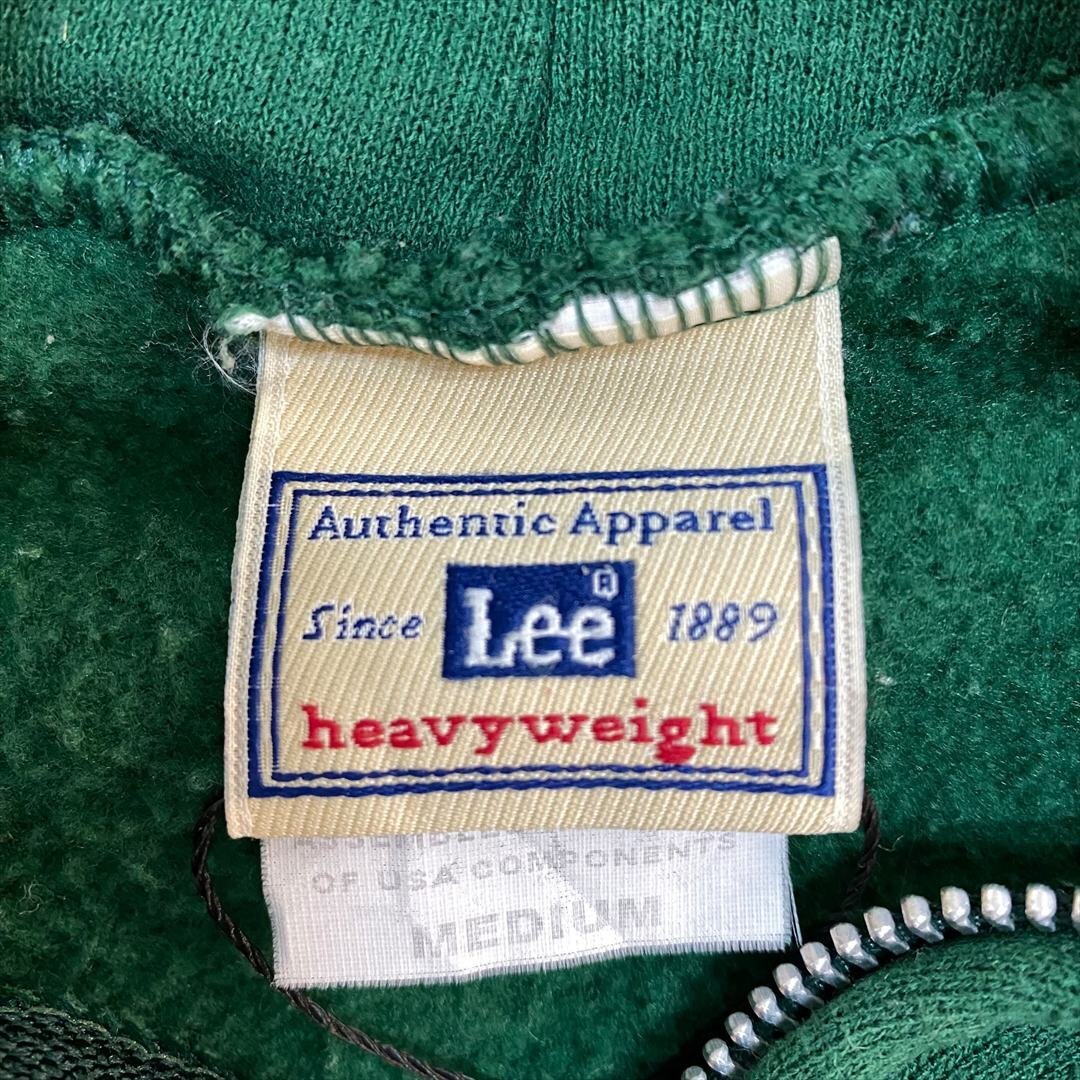 Authentic Apparel
Since Lee® 1889
heavyweight
OF USA COMPONENTS
MEDIUM